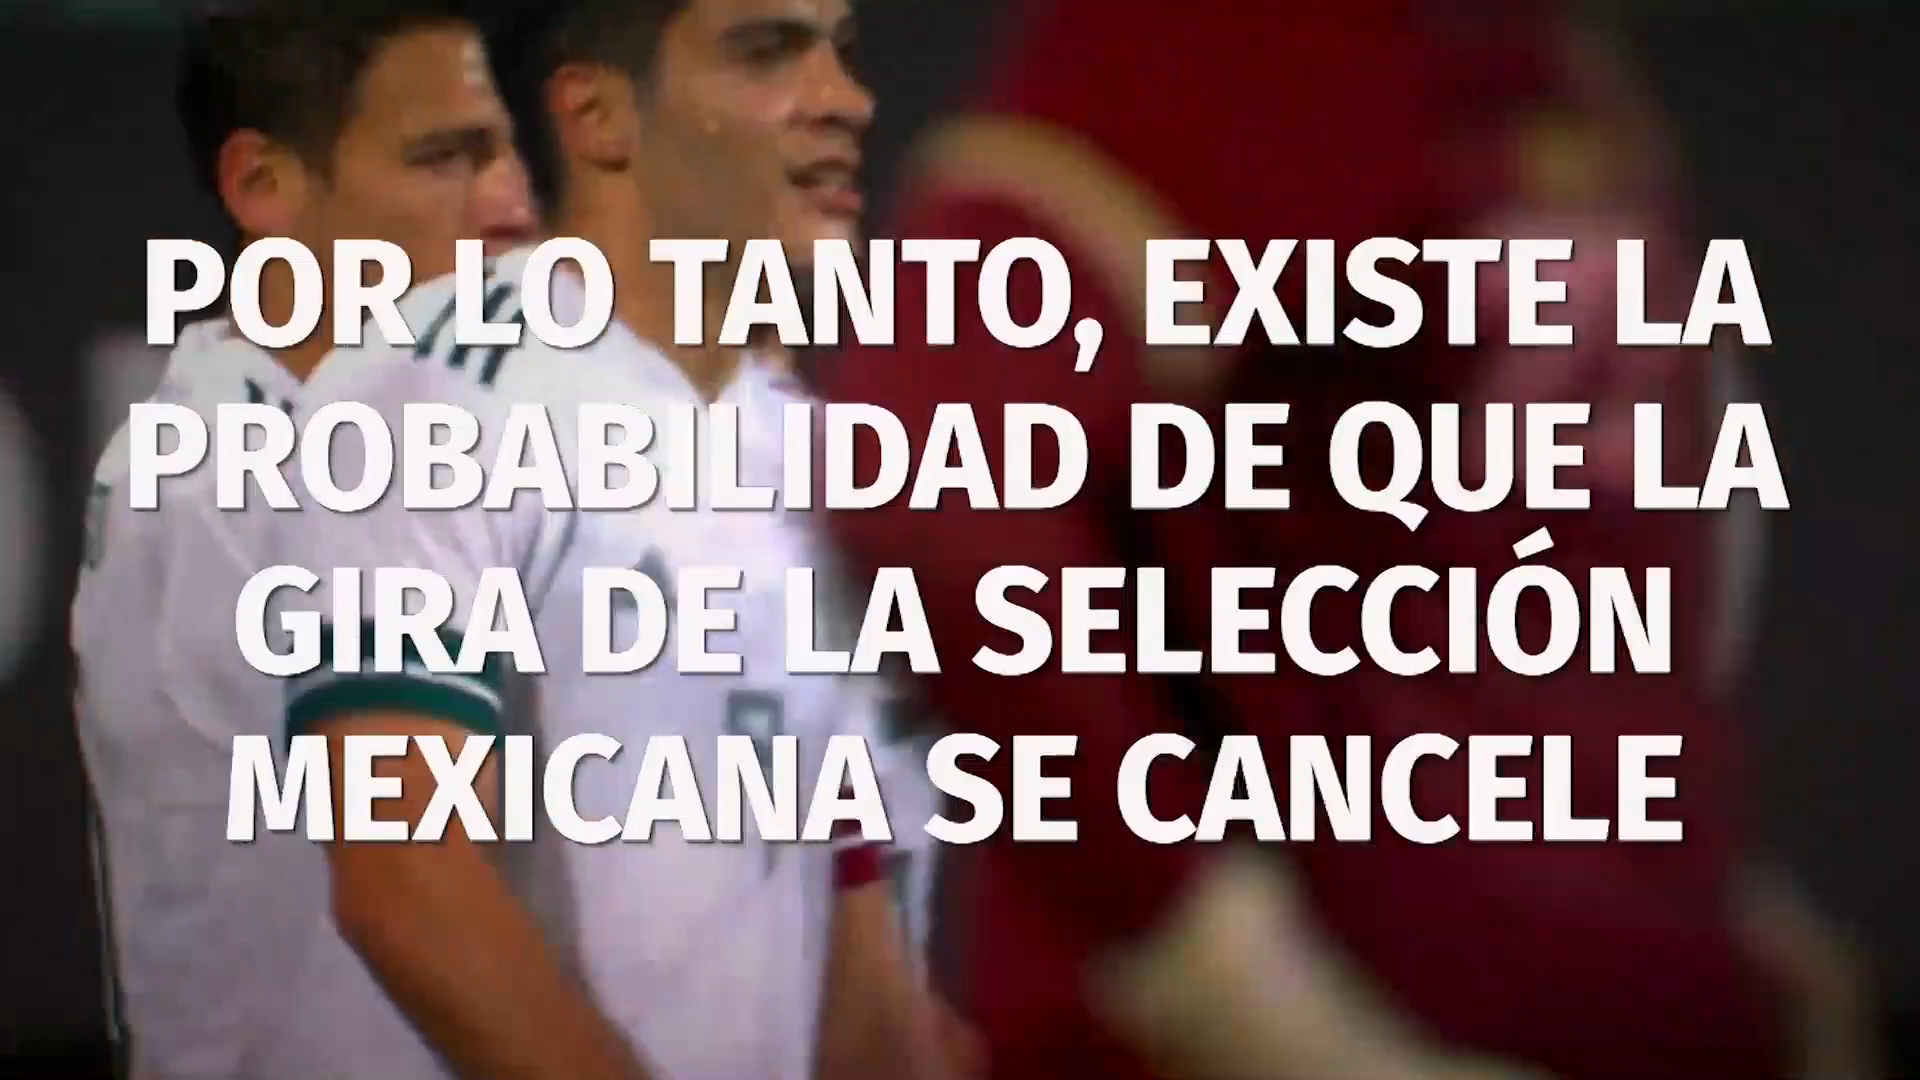 POR LO TANTO, EXISTE LA
PROBABILIDAD DE QUE LA
GIRA DE LA SELECCIÓN
MEXICANA SE CANCELE